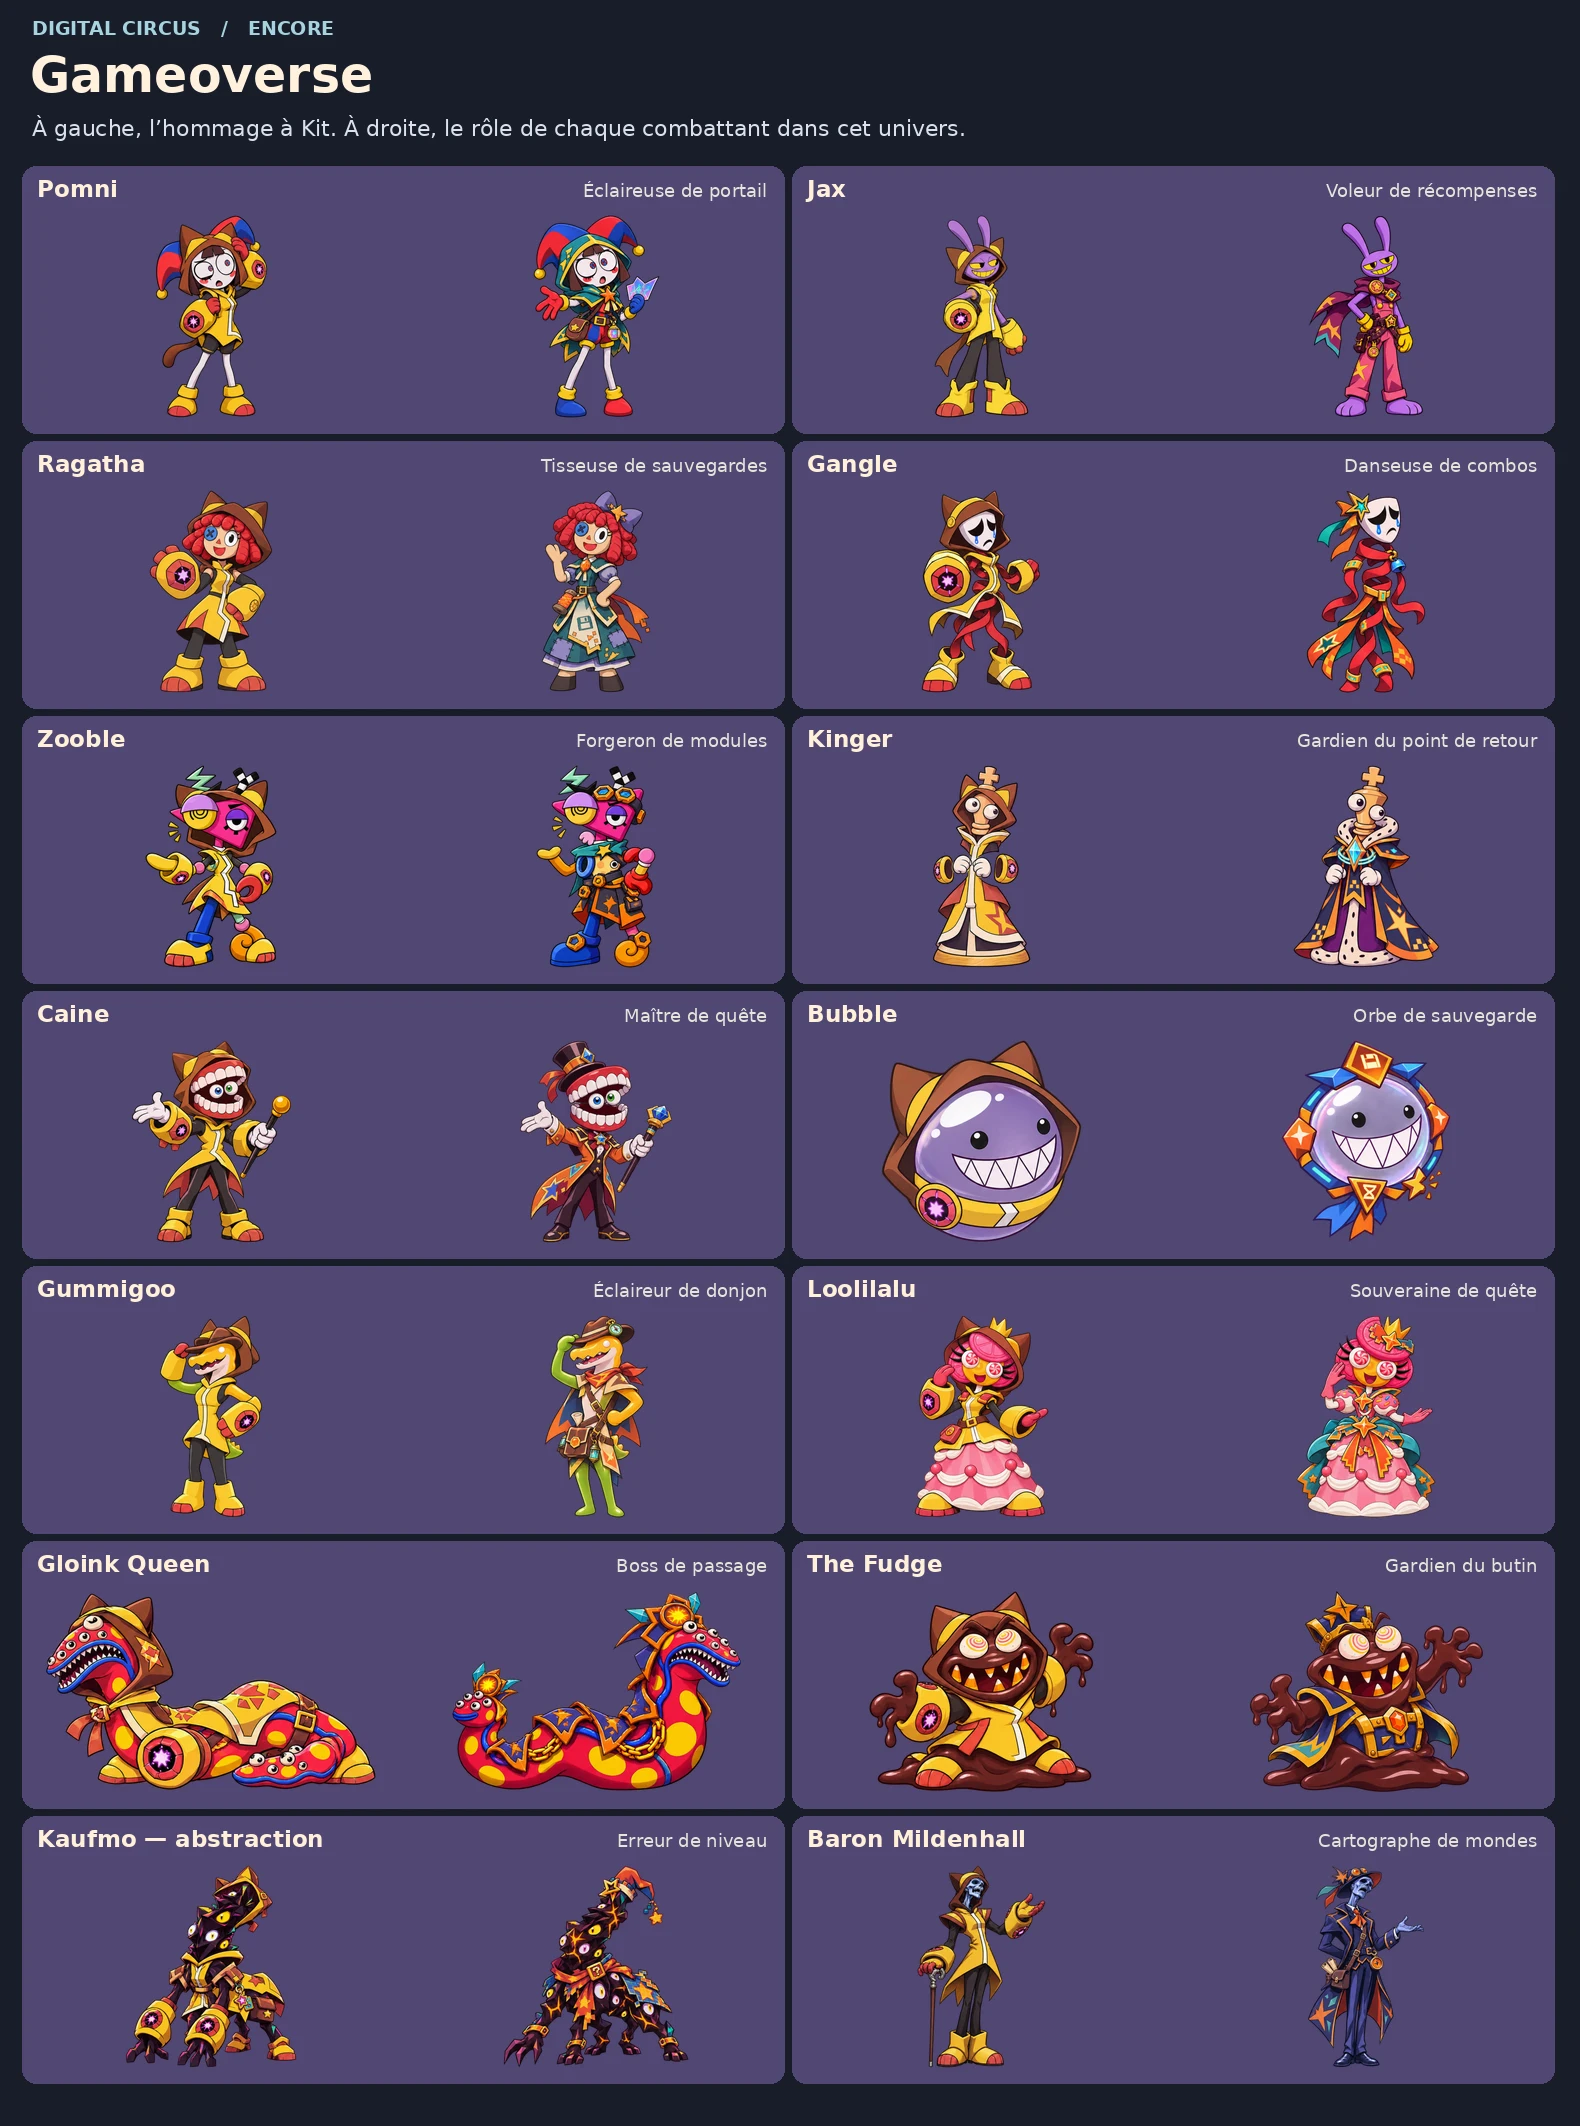 DIGITAL CIRCUS / ENCORE
Gameoverse
À gauche, l’hommage à Kit. À droite, le rôle de chaque combattant dans cet univers.
Pomni
Éclaireuse de portail
Jax
Voleur de récompenses
Ragatha
Tisseuse de sauvegardes
Gangle
Danseuse de combos
Zooble
Forgeron de modules
Kinger
Gardien du point de retour
Caine
Maître de quête
Bubble
Orbe de sauvegarde
Gummigoo
Éclaireur de donjon
Loolilalu
Souveraine de quête
Gloink Queen
Boss de passage
The Fudge
Gardien du butin
Kaufmo — abstraction
Erreur de niveau
Baron Mildenhall
Cartographe de mondes